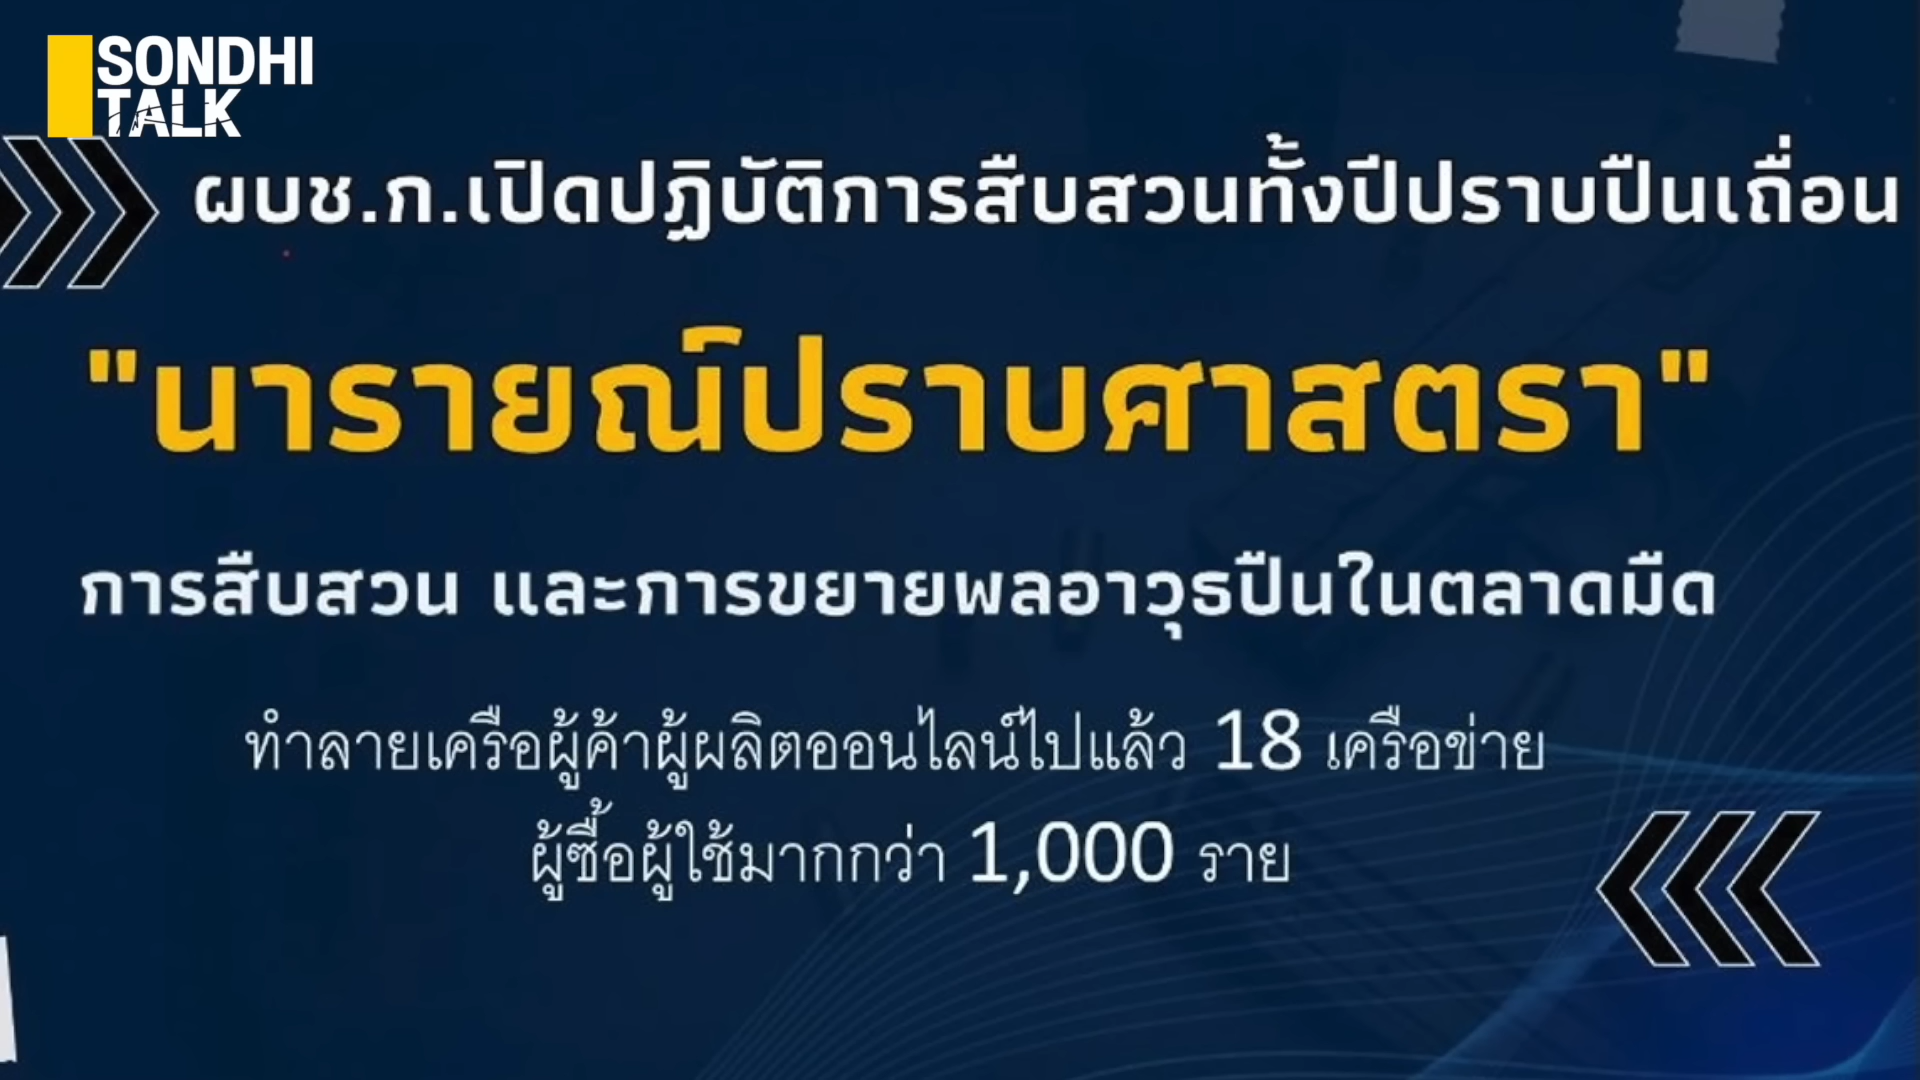 SONDHI
TALK
ผบช.ก.เปิดปฏิบัติการสืบสวนทั้งปีปราบปืนเถื่อน
"นารายณ์ปราบศาสตรา"
การสืบสวน และการขยายพลอาวุธปืนในตลาดมืด
ทำลายเครือผู้ค้าผู้ผลิตออนไลน์ไปแล้ว 18 เครือข่าย
ผู้ซื้อผู้ใช้มากกว่า 1,000 ราย